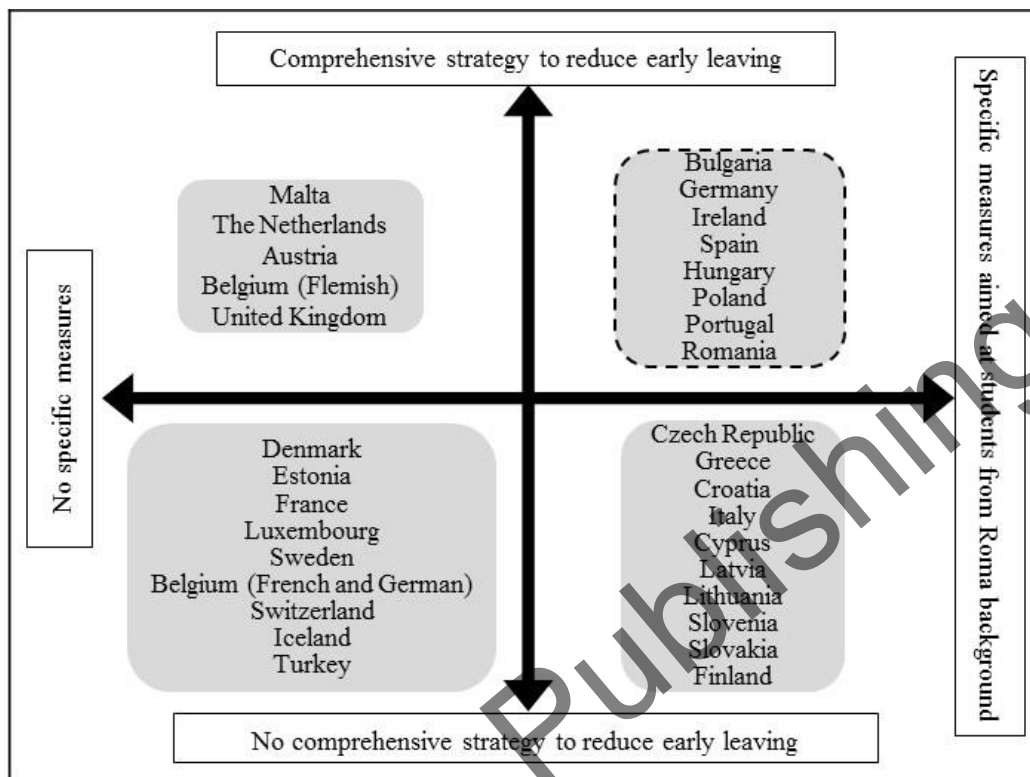 Comprehensive strategy to reduce early leaving
Malta
The Netherlands
Austria
Belgium (Flemish)
United Kingdom
Bulgaria
Germany
Ireland
Spain
Hungary
Poland
Portugal
Romania
No specific measures
Specific measures aimed at students from Roma background
Denmark
Estonia
France
Luxembourg
Sweden
Belgium (French and German)
Switzerland
Iceland
Turkey
Czech Republic
Greece
Croatia
Italy
Cyprus
Latvia
Lithuania
Slovenia
Slovakia
Finland
No comprehensive strategy to reduce early leaving
Publishing